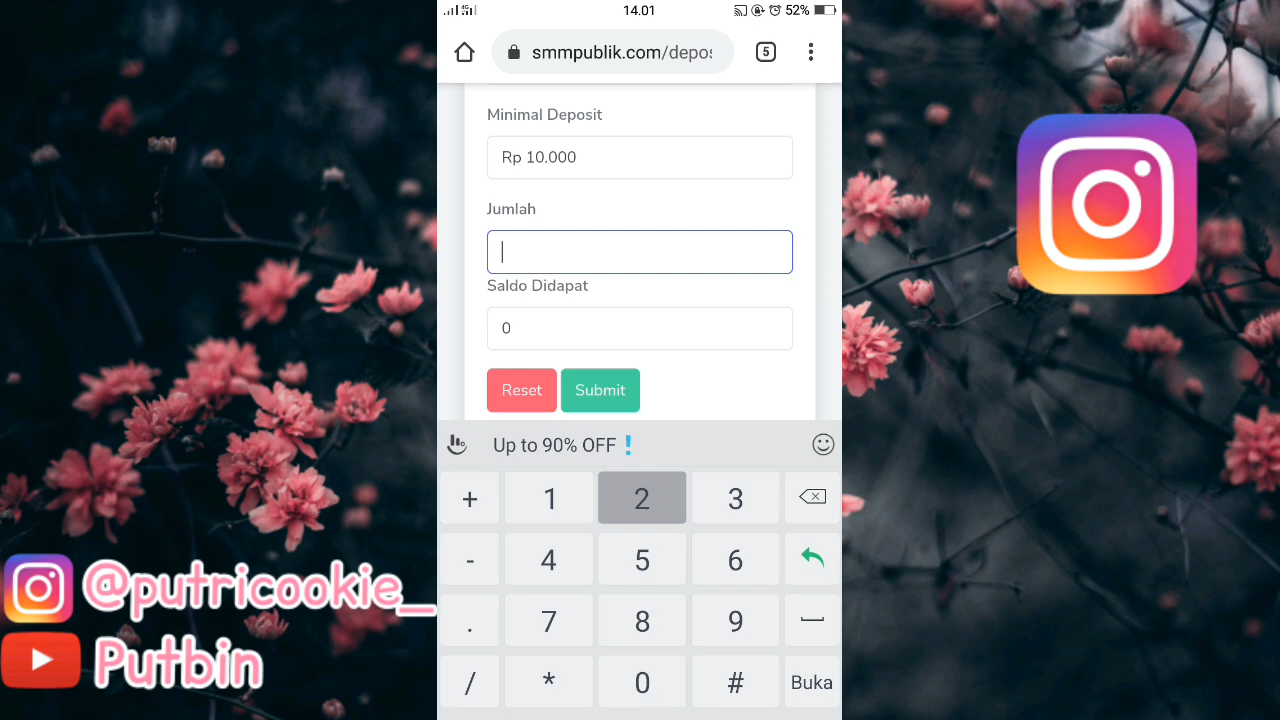 14.01
52%
smmpublik.com/depos
5
Minimal Deposit
Rp 10.000
Jumlah
Saldo Didapat
0
Reset
Submit
Up to 90% OFF❗
+ 1 2 3
- 4 5 6
. 7 8 9
/ * 0 # Buka
@putricookie_
Putbin